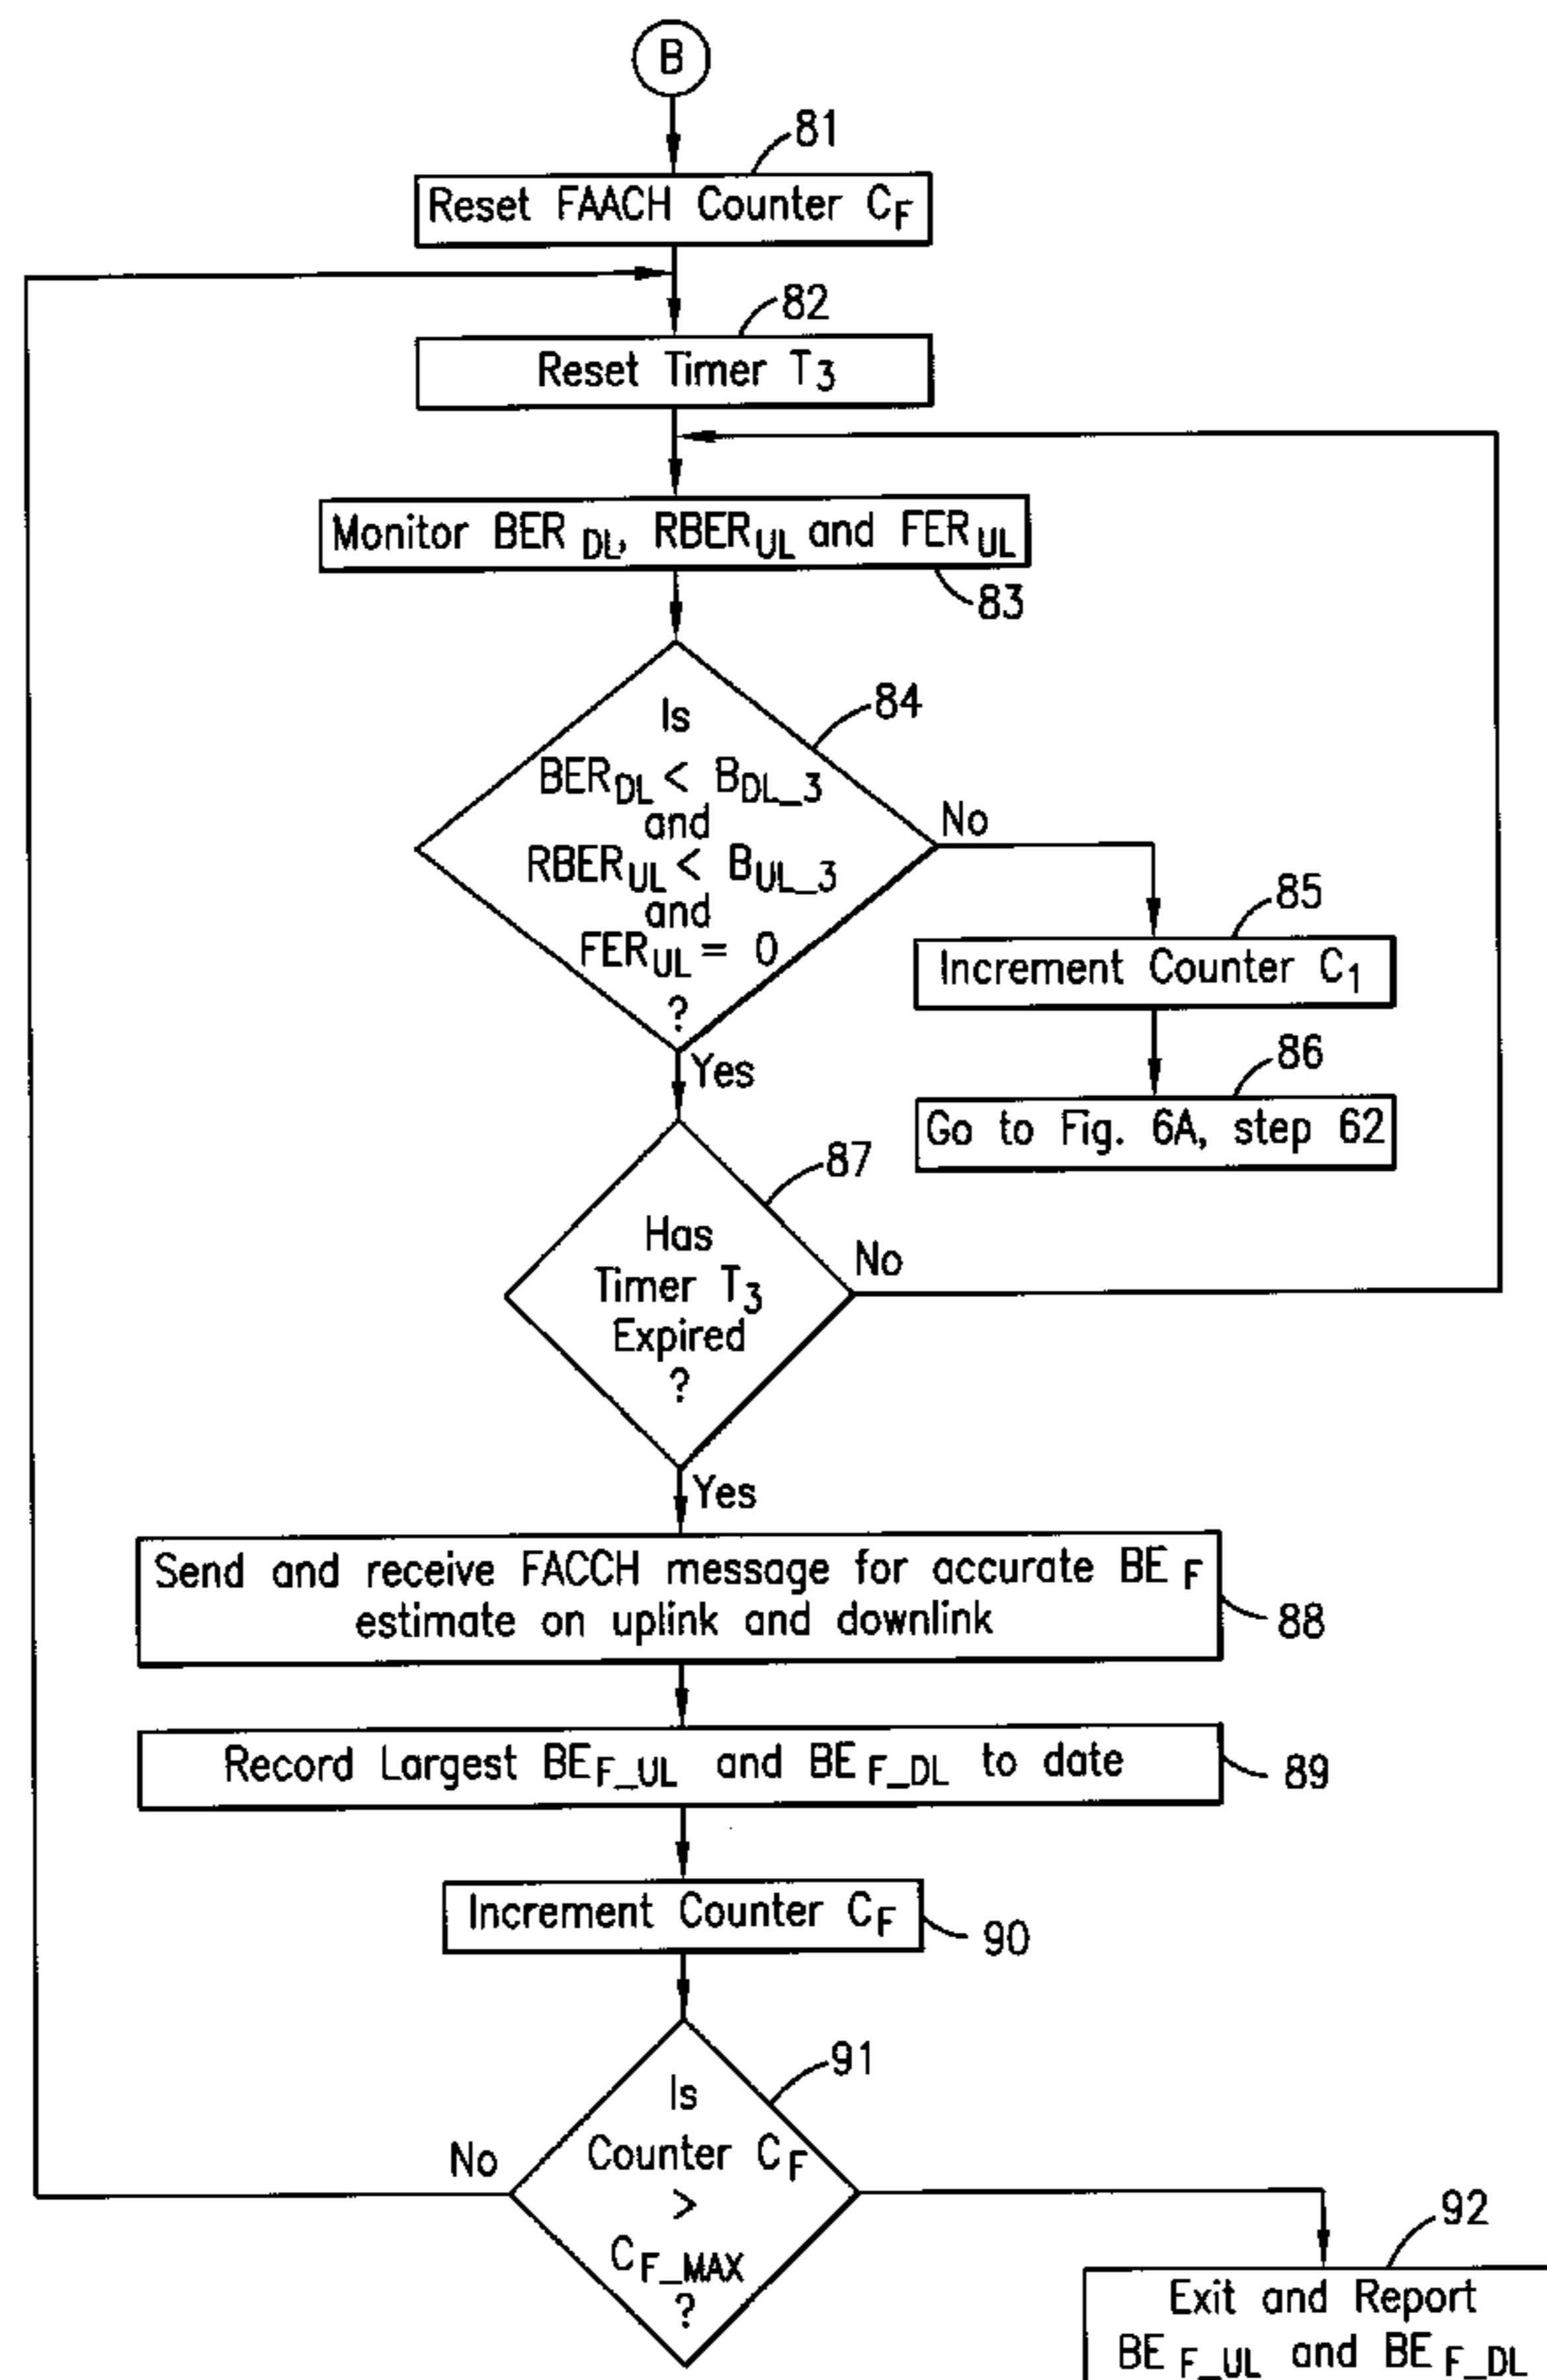 B
81
Reset FAACH Counter C_F
82
Reset Timer T_3
Monitor BER_DL, RBER_UL and FER_UL
83
84
Is
BER_DL < B_DL_3
and
RBER_UL < B_UL_3
and
FER_UL = 0
?
No
Yes
85
Increment Counter C_1
86
Go to Fig. 6A, step 62
87
Has
Timer T_3
Expired
?
No
Yes
Send and receive FACCH message for accurate BE_F
estimate on uplink and downlink
88
Record Largest BE_F_UL and BE_F_DL to date
89
Increment Counter C_F
90
91
Is
Counter C_F
>
C_F_MAX
?
No
92
Exit and Report
BE_F_UL and BE_F_DL